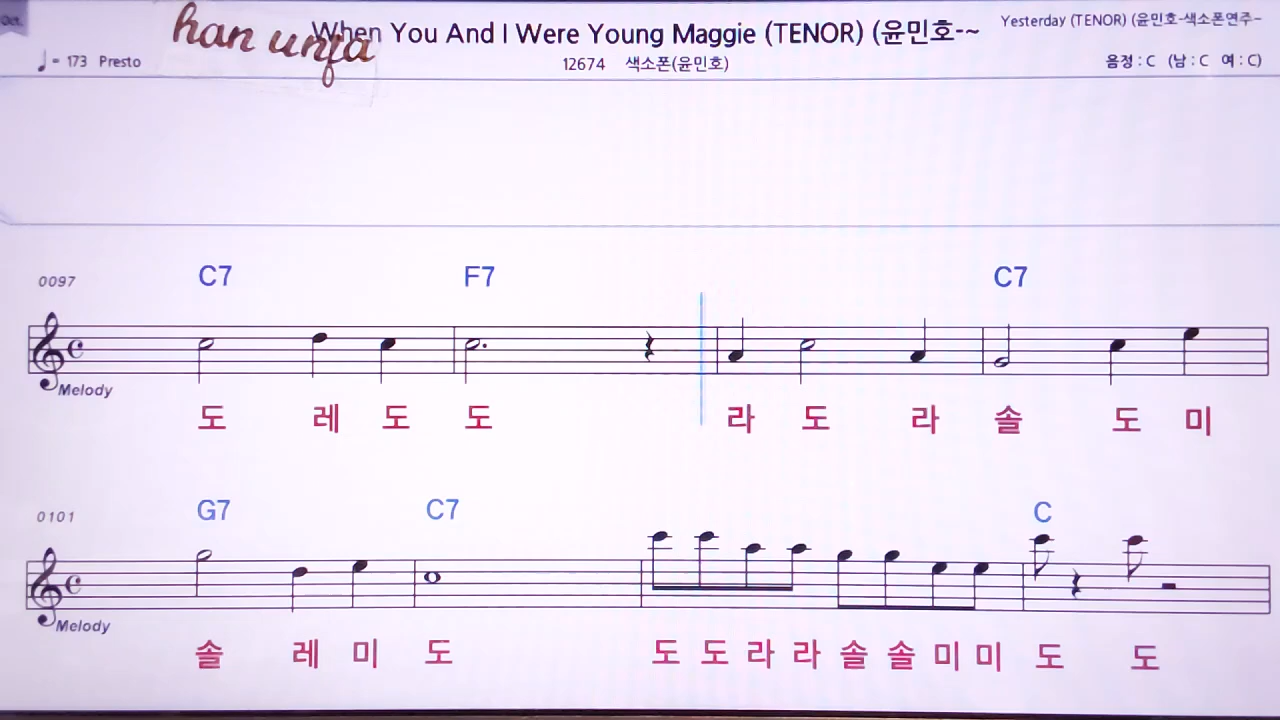 Oct.
han unfa
When You And I Were Young Maggie (TENOR) (윤민호-~
Yesterday (TENOR) (윤민호-색소폰연주~
= 173 Presto
12674 색소폰(윤민호)
음정 : C (남 : C 여 : C)
0097
C7 F7 C7
Melody
도 레 도 도 라 도 라 솔 도 미
0101
G7 C7 C
Melody
솔 레 미 도 도 도 라 라 솔 솔 미 미 도 도